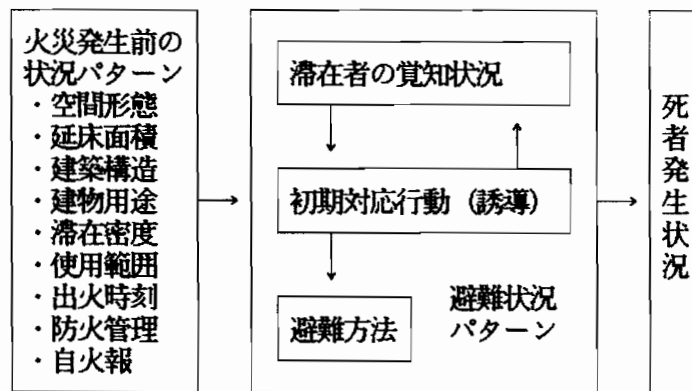 火災発生前の
状況パターン
・空間形態
・延床面積
・建築構造
・建物用途
・滞在密度
・使用範囲
・出火時刻
・防火管理
・自火報
滞在者の覚知状況
初期対応行動（誘導）
避難方法
避難状況
パターン
死者発生状況